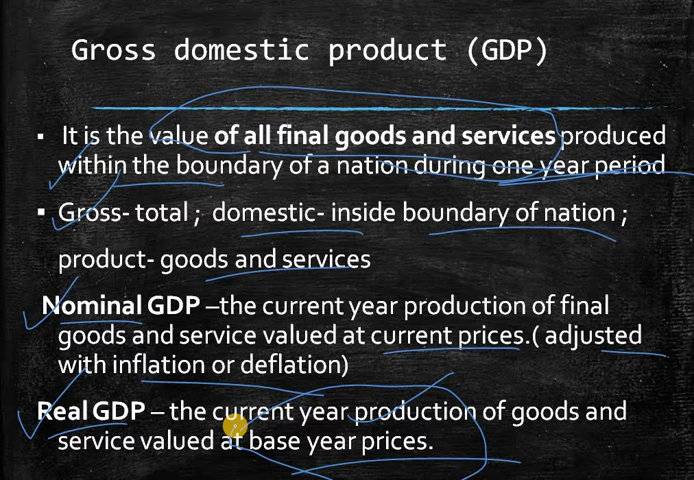 Gross domestic product (GDP)
▪ It is the value of all final goods and services produced
within the boundary of a nation during one year period
▪ Gross- total ; domestic- inside boundary of nation ;
product- goods and services
Nominal GDP –the current year production of final
goods and service valued at current prices.( adjusted
with inflation or deflation)
Real GDP – the current year production of goods and
service valued at base year prices.